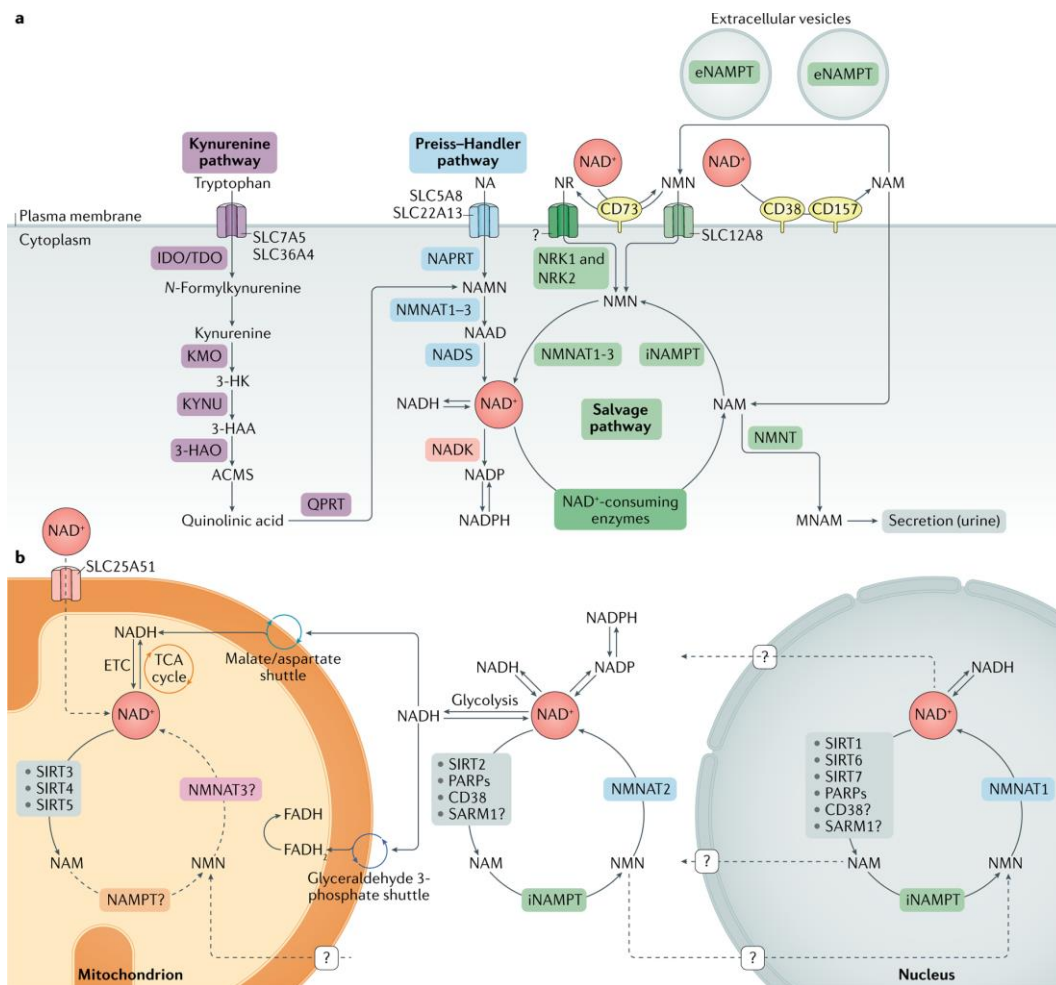 a
Extracellular vesicles
eNAMPT
eNAMPT
Kynurenine
pathway
Tryptophan
SLC7A5
SLC36A4
Preiss–Handler
pathway
NA
SLC5A8
SLC22A13
NR
NAD⁺
CD73
NMN
SLC12A8
NAD⁺
CD38
CD157
NAM
?
Plasma membrane
Cytoplasm
IDO/TDO
N-Formylkynurenine
Kynurenine
KMO
3-HK
KYNU
3-HAA
3-HAO
ACMS
Quinolinic acid
QPRT
NAPRT
NAMN
NMNAT1–3
NAAD
NADS
NADH
NAD⁺
NADK
NADP
NADPH
NRK1 and
NRK2
NMN
NMNAT1-3
iNAMPT
Salvage
pathway
NAM
NAD⁺-consuming
enzymes
NMNT
MNAM
Secretion (urine)
b
NAD⁺
SLC25A51
NADH
ETC
TCA
cycle
NAD⁺
Malate/aspartate
shuttle
• SIRT3
• SIRT4
• SIRT5
NMNAT3?
NAM
NMN
NAMPT?
FADH
FADH₂
Glyceraldehyde 3-
phosphate shuttle
?
Mitochondrion
NADPH
NADH
NADP
Glycolysis
NADH
NAD⁺
• SIRT2
• PARPs
• CD38
• SARM1?
NMNAT2
NAM
NMN
iNAMPT
?
?
?
NADH
NAD⁺
• SIRT1
• SIRT6
• SIRT7
• PARPs
• CD38?
• SARM1?
NMNAT1
NAM
NMN
iNAMPT
Nucleus